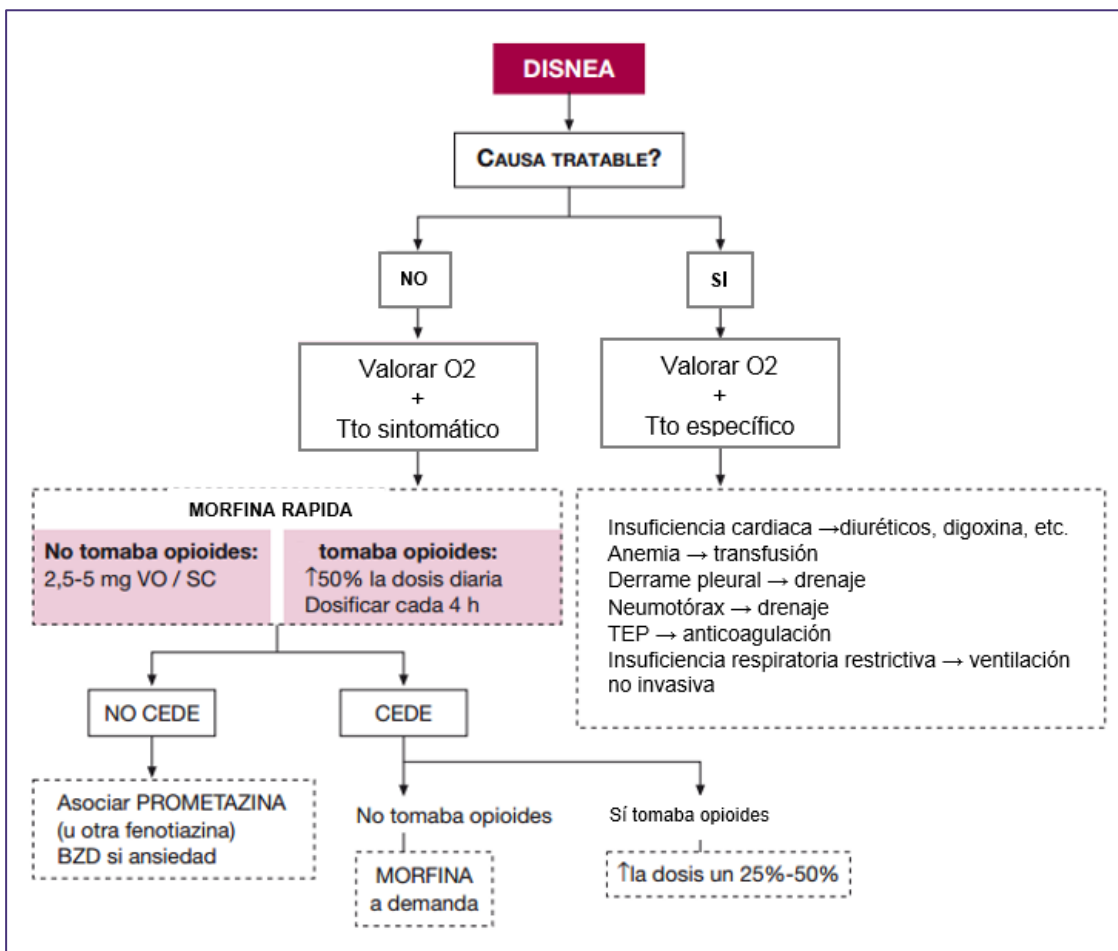 DISNEA
CAUSA TRATABLE?
NO
SI
Valorar O2
+
Tto sintomático
Valorar O2
+
Tto específico
MORFINA RAPIDA
No tomaba opioides:
2,5-5 mg VO / SC
tomaba opioides:
↑50% la dosis diaria
Dosificar cada 4 h
Insuficiencia cardiaca →diuréticos, digoxina, etc.
Anemia → transfusión
Derrame pleural → drenaje
Neumotórax → drenaje
TEP → anticoagulación
Insuficiencia respiratoria restrictiva → ventilación
no invasiva
NO CEDE
CEDE
Asociar PROMETAZINA
(u otra fenotiazina)
BZD si ansiedad
No tomaba opioides
Sí tomaba opioides
MORFINA
a demanda
↑la dosis un 25%-50%